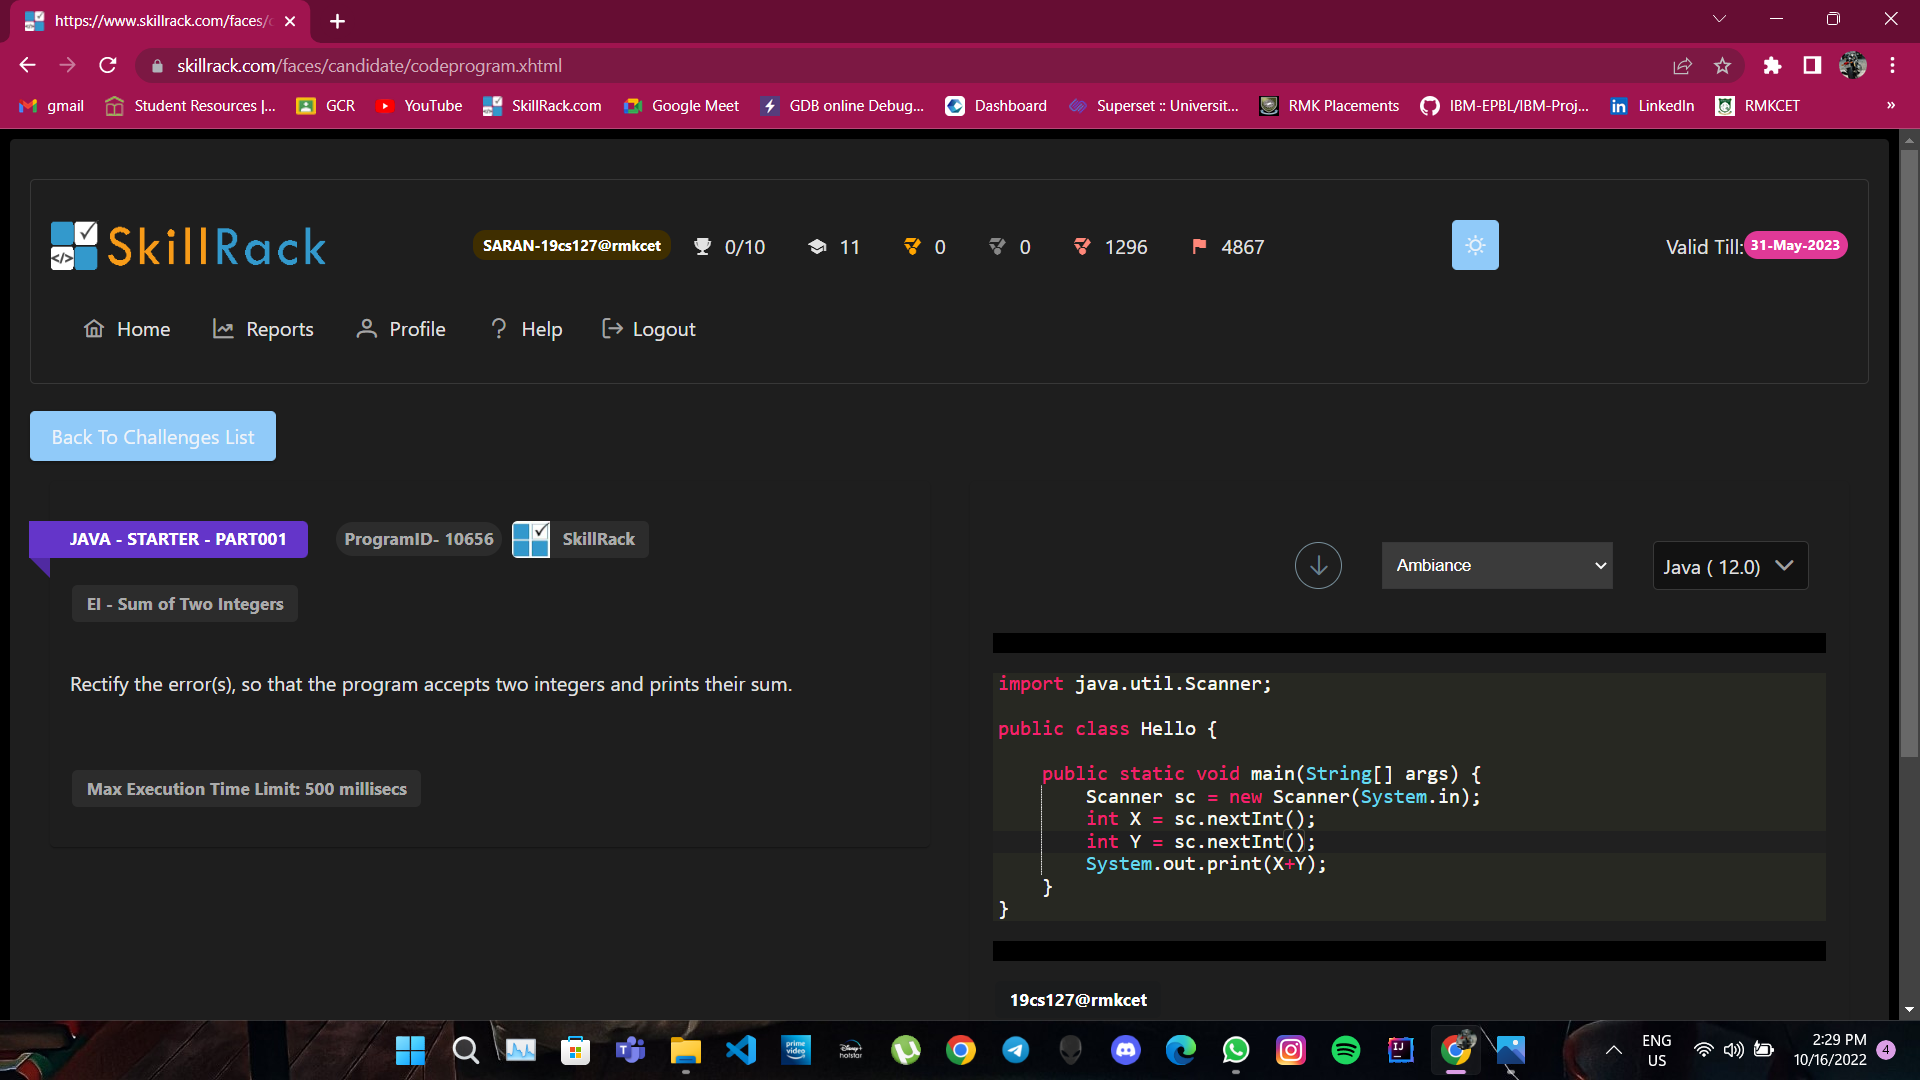 https://www.skillrack.com/faces/c
skillrack.com/faces/candidate/codeprogram.xhtml
gmail
Student Resources |...
GCR
YouTube
SkillRack.com
Google Meet
GDB online Debug...
Dashboard
Superset :: Universit...
RMK Placements
IBM-EPBL/IBM-Proj...
LinkedIn
RMKCET
»
SkillRack
SARAN-19cs127@rmkcet
0/10
11
0
0
1296
4867
Valid Till: 31-May-2023
Home
Reports
Profile
Help
Logout
Back To Challenges List
JAVA - STARTER - PART001
ProgramID- 10656
SkillRack
EI - Sum of Two Integers
Rectify the error(s), so that the program accepts two integers and prints their sum.
Max Execution Time Limit: 500 millisecs
Ambiance
Java ( 12.0)
import java.util.Scanner;
public class Hello {
public static void main(String[] args) {
Scanner sc = new Scanner(System.in);
int X = sc.nextInt();
int Y = sc.nextInt();
System.out.print(X+Y);
}
}
19cs127@rmkcet
prime video
Disney+ hotstar
IJ
ENG
US
2:29 PM
10/16/2022
4